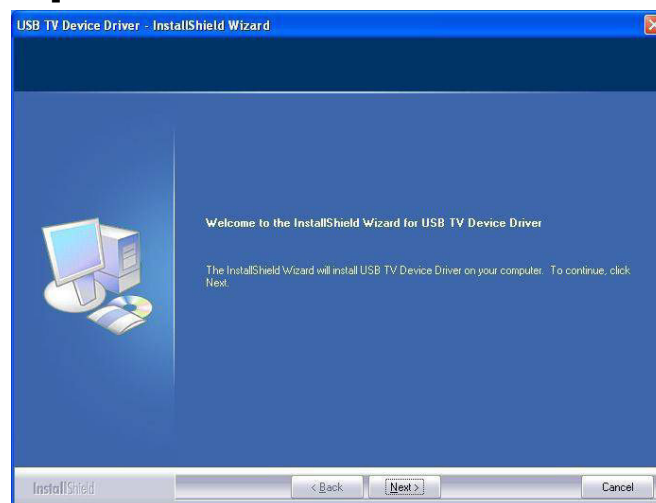 USB TV Device Driver - InstallShield Wizard
Welcome to the InstallShield Wizard for USB TV Device Driver
The InstallShield Wizard will install USB TV Device Driver on your computer. To continue, click
Next.
InstallShield
< Back
Next >
Cancel